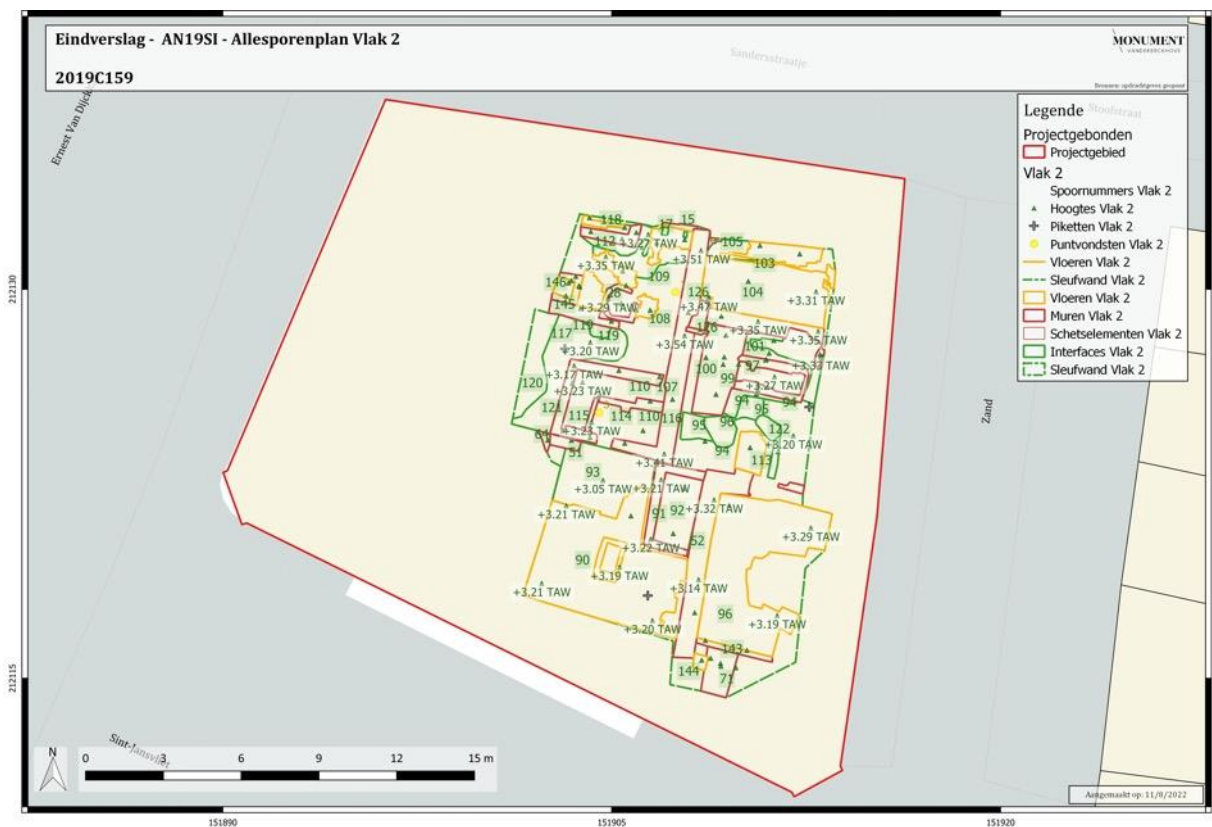 Eindverslag - AN19SI - Allesporenplan Vlak 2
2019C159
MONUMENT
VANDEKERCKHOVE
Sandersstraatje
Ernest Van Dijck
Stoofstraat
Zand
Sint-Jansvliet
Legende
Projectgebonden
Projectgebied
Vlak 2
Spoornummers Vlak 2
Hoogtes Vlak 2
Piketten Vlak 2
Puntvondsten Vlak 2
Vloeren Vlak 2
Sleufwand Vlak 2
Vloeren Vlak 2
Muren Vlak 2
Schetselementen Vlak 2
Interfaces Vlak 2
Sleufwand Vlak 2
118
17
15
112
+3.27 TAW
105
+3.51 TAW
103
+3.35 TAW
109
146
145
+3.29 TAW
108
126
+3.47 TAW
104
+3.31 TAW
117
119
+3.20 TAW
+3.54 TAW
+3.35 TAW
+3.35 TAW
101
+3.17 TAW
100
97
99
+3.27 TAW
120
+3.23 TAW
110
107
94
94
121
115
114
110
116
95
95
+3.23 TAW
122
+3.20 TAW
51
+3.41 TAW
94
113
93
+3.05 TAW
+3.21 TAW
+3.21 TAW
91
92
+3.32 TAW
52
+3.29 TAW
90
+3.22 TAW
+3.19 TAW
+3.21 TAW
+3.14 TAW
96
+3.20 TAW
+3.19 TAW
143
144
71
212130
212115
N
0 3 6 9 12 15 m
Aangemaakt op: 11/8/2022
151890 151905 151920